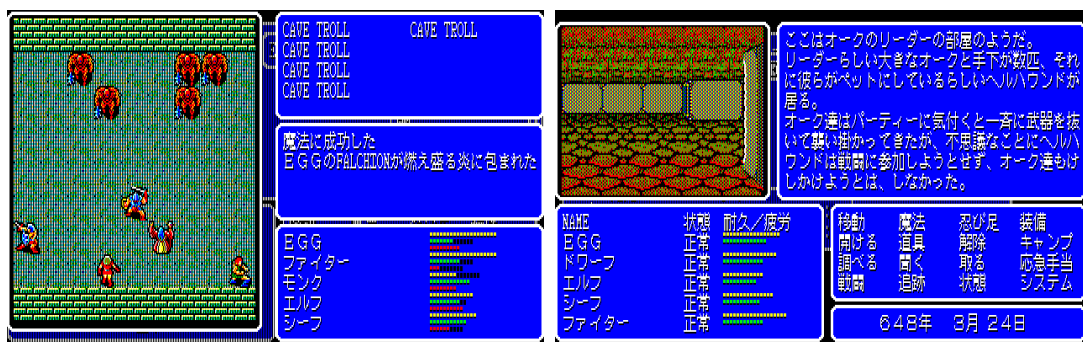 CAVE TROLL CAVE TROLL
CAVE TROLL
CAVE TROLL
CAVE TROLL
魔法に成功した
EGGのFALCHIONが燃え盛る炎に包まれた
EGG
ファイター
モンク
エルフ
シーフ
ここはオークのリーダーの部屋のようだ。
リーダーらしい大きなオークと手下が数匹、それ
に彼らがペットにしているらしいヘルハウンドが
居る。
オーク達はパーティーに気付くと一斉に武器を抜
いて襲い掛かってきたが、不思議なことにヘルハ
ウンドは戦闘に参加しようとせず、オーク達もけ
しかけようとは、しなかった。
NAME 状態 耐久/疲労
EGG 正常
ドワーフ 正常
エルフ 正常
シーフ 正常
ファイター 正常
移動 魔法 忍び足 装備
開ける 道具 解除 キャンプ
調べる 聞く 取る 応急手当
戦闘 追跡 状態 システム
648年 3月24日